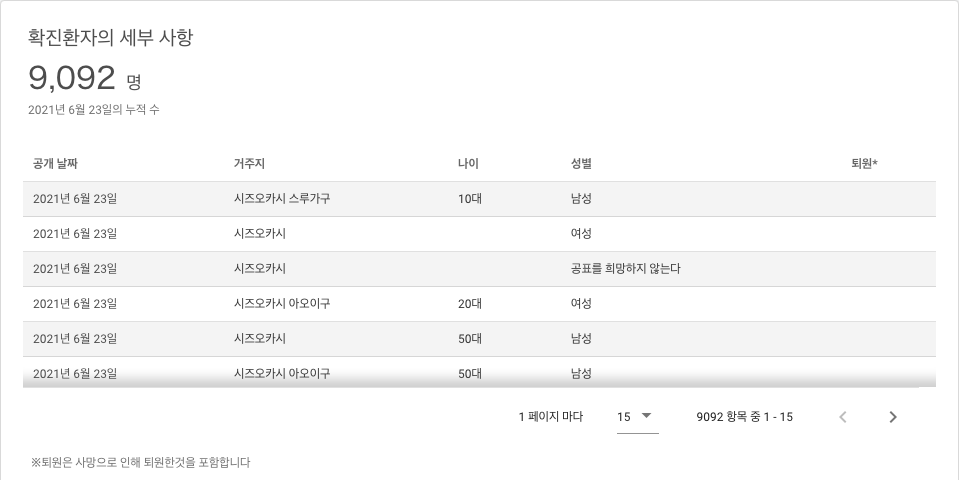 확진환자의 세부 사항
9,092 명
2021년 6월 23일의 누적 수
공개 날짜 거주지 나이 성별 퇴원*
2021년 6월 23일 시즈오카시 스루가구 10대 남성
2021년 6월 23일 시즈오카시 여성
2021년 6월 23일 시즈오카시 공표를 희망하지 않는다
2021년 6월 23일 시즈오카시 아오이구 20대 여성
2021년 6월 23일 시즈오카시 50대 남성
2021년 6월 23일 시즈오카시 아오이구 50대 남성
1 페이지 마다 15 9092 항목 중 1 - 15
※퇴원은 사망으로 인해 퇴원한것을 포함합니다